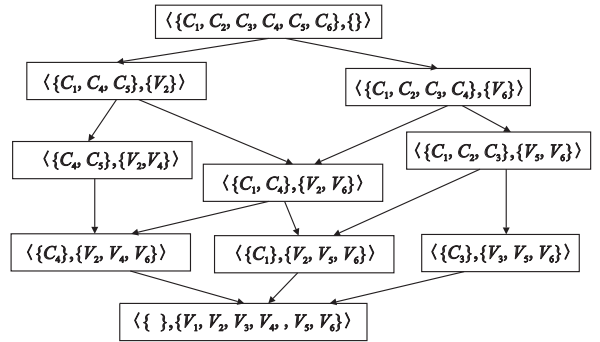 ⟨{C₁, C₂, C₃, C₄, C₅, C₆},{}⟩
⟨{C₁, C₄, C₅},{V₂}⟩
⟨{C₁, C₂, C₃, C₄},{V₆}⟩
⟨{C₄, C₅},{V₂,V₄}⟩
⟨{C₁, C₄},{V₂, V₆}⟩
⟨{C₁, C₂, C₃},{V₅, V₆}⟩
⟨{C₄},{V₂, V₄, V₆}⟩
⟨{C₁},{V₂, V₅, V₆}⟩
⟨{C₃},{V₃, V₅, V₆}⟩
⟨{ },{V₁, V₂, V₃, V₄, , V₅, V₆}⟩